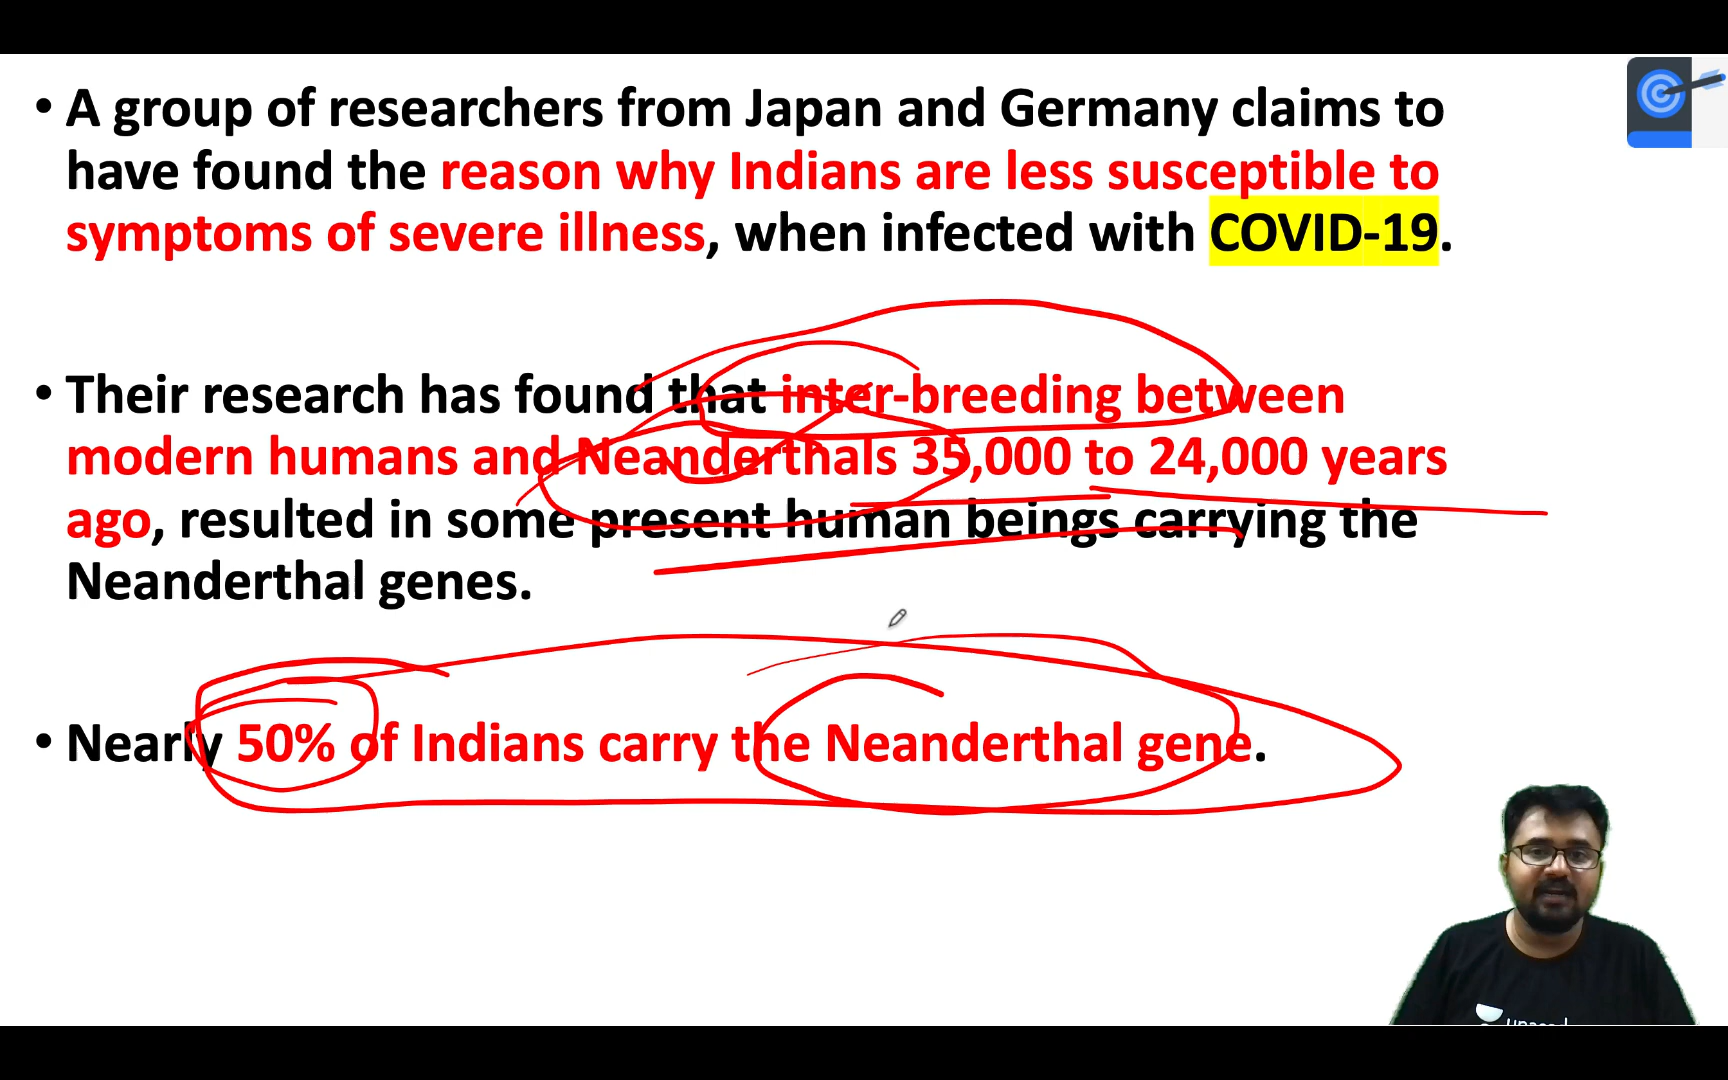 • A group of researchers from Japan and Germany claims to
have found the reason why Indians are less susceptible to
symptoms of severe illness, when infected with COVID-19.
• Their research has found that inter-breeding between
modern humans and Neanderthals 35,000 to 24,000 years
ago, resulted in some present human beings carrying the
Neanderthal genes.
• Nearly 50% of Indians carry the Neanderthal gene.